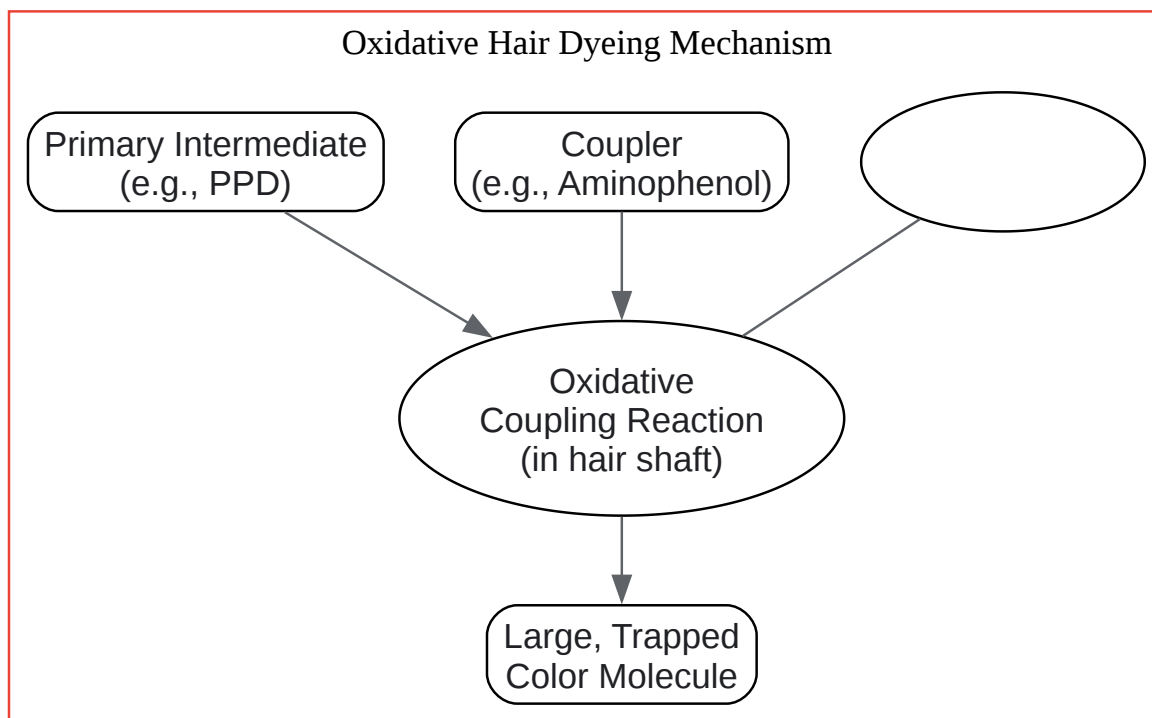 Oxidative Hair Dyeing Mechanism
Primary Intermediate
(e.g., PPD)
Coupler
(e.g., Aminophenol)
Oxidative
Coupling Reaction
(in hair shaft)
Large, Trapped
Color Molecule